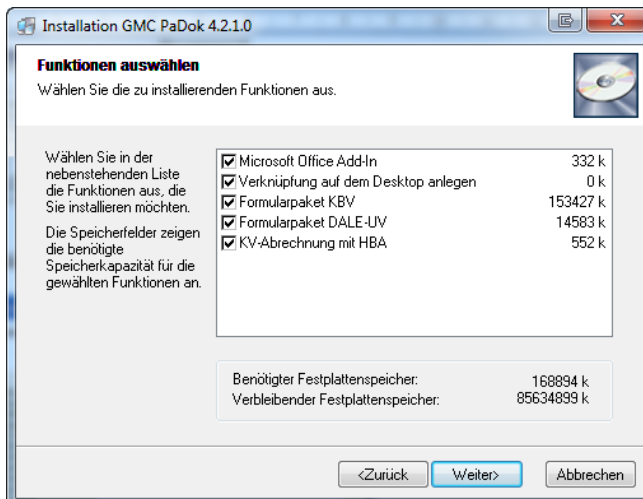 Installation GMC PaDok 4.2.1.0
Funktionen auswählen
Wählen Sie die zu installierenden Funktionen aus.
Wählen Sie in der
nebenstehenden Liste
die Funktionen aus, die
Sie installieren möchten.
Die Speicherfelder zeigen
die benötigte
Speicherkapazität für die
gewählten Funktionen an.
Microsoft Office Add-In 332 k
Verknüpfung auf dem Desktop anlegen 0 k
Formularpaket KBV 153427 k
Formularpaket DALE-UV 14583 k
KV-Abrechnung mit HBA 552 k
Benötigter Festplattenspeicher: 168894 k
Verbleibender Festplattenspeicher: 85634899 k
<Zurück Weiter> Abbrechen